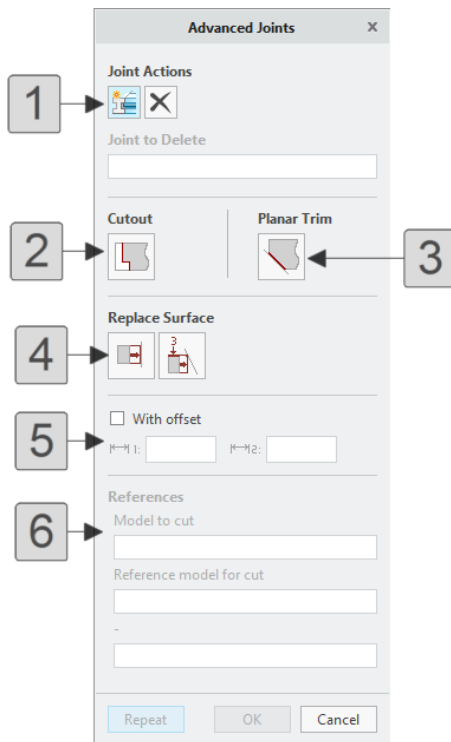 Advanced Joints x
Joint Actions
1
Joint to Delete
Cutout Planar Trim
2 3
Replace Surface
3
4
With offset
5 1: 2:
References
Model to cut
6
Reference model for cut
-
Repeat OK Cancel